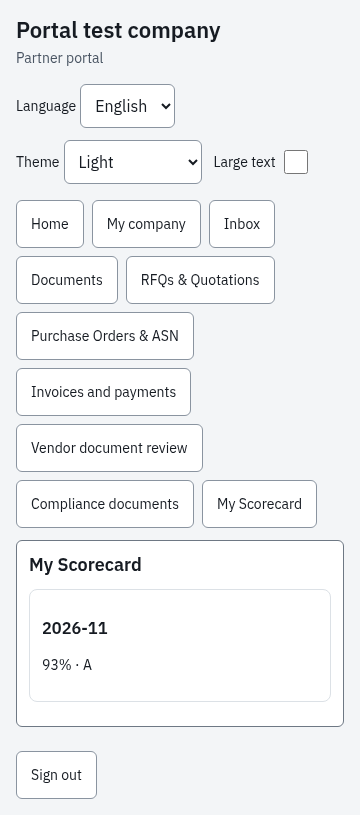 Portal test company
Partner portal
Language English
Theme Light Large text
Home My company Inbox
Documents RFQs & Quotations
Purchase Orders & ASN
Invoices and payments
Vendor document review
Compliance documents My Scorecard
My Scorecard
2026-11
93% · A
Sign out